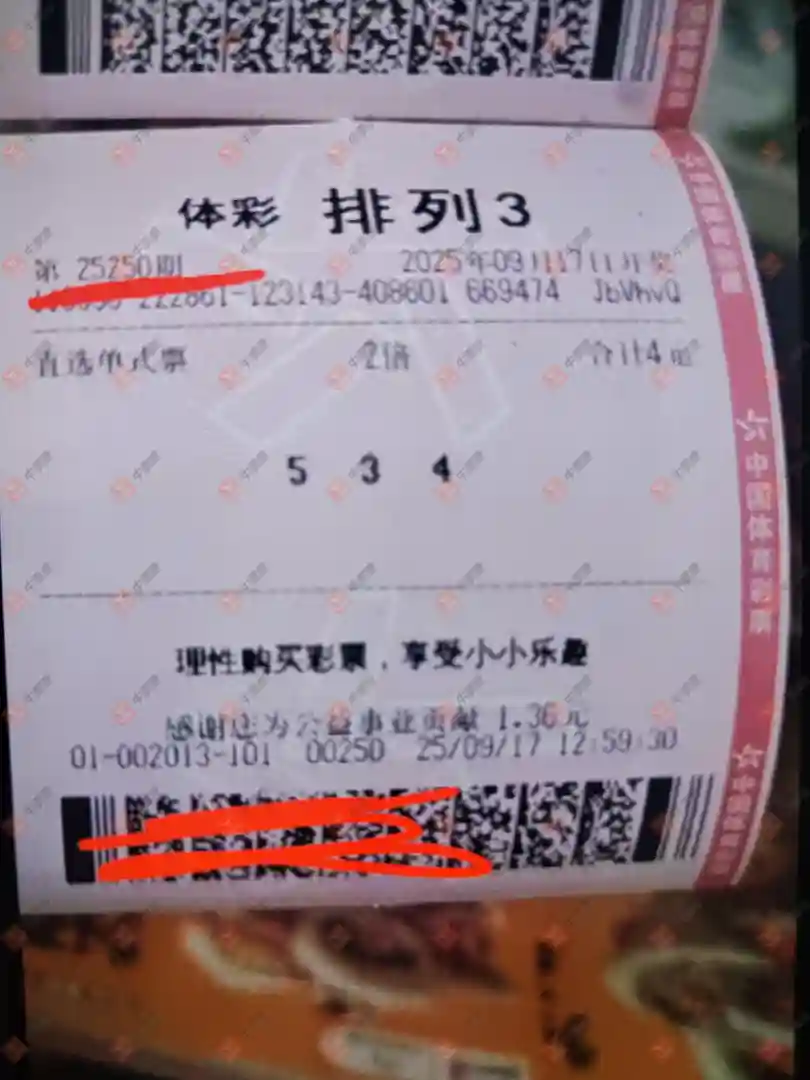 体彩 排列3
第 25250期 2025年09月17日开奖
222861-123143-408601 669474 JbVhvQ
直选单式票 2倍 合计4元
5 3 4
理性购买彩票，享受小小乐趣
感谢您为公益事业贡献 1.36元
01-002013-101 00250 25/09/17 12:59:30
中国体育彩票